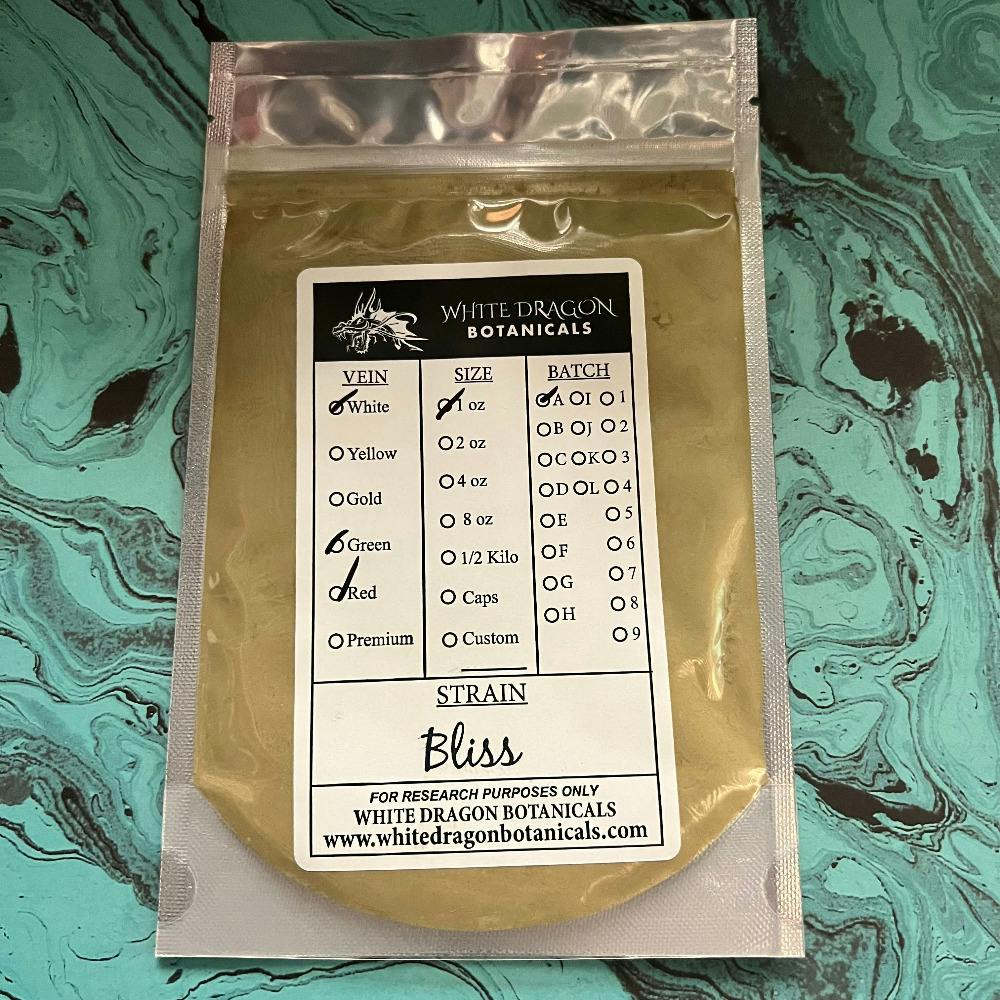 WHITE DRAGON
BOTANICALS
VEIN
White
Yellow
Gold
Green
Red
Premium
SIZE
1 oz
2 oz
4 oz
8 oz
1/2 Kilo
Caps
Custom
BATCH
A I 1
B J 2
C K 3
D L 4
E 5
F 6
G 7
H 8
9
STRAIN
Bliss
FOR RESEARCH PURPOSES ONLY
WHITE DRAGON BOTANICALS
www.whitedragonbotanicals.com